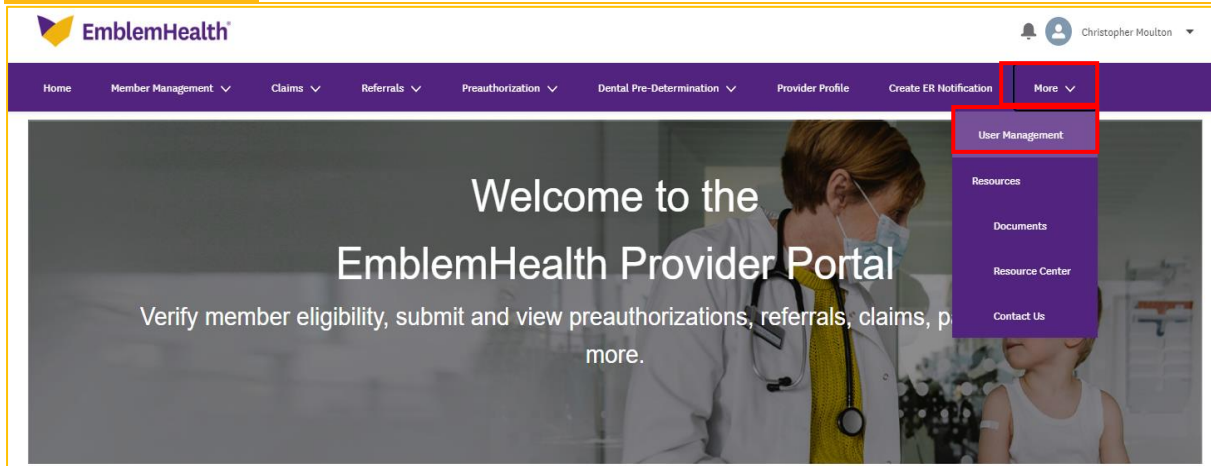 EmblemHealth
Christopher Moulton
Home Member Management Claims Referrals Preauthorization Dental Pre-Determination Provider Profile Create ER Notification More
User Management
Resources
Documents
Resource Center
Contact Us
Welcome to the
EmblemHealth Provider Portal
Verify member eligibility, submit and view preauthorizations, referrals, claims,
more.